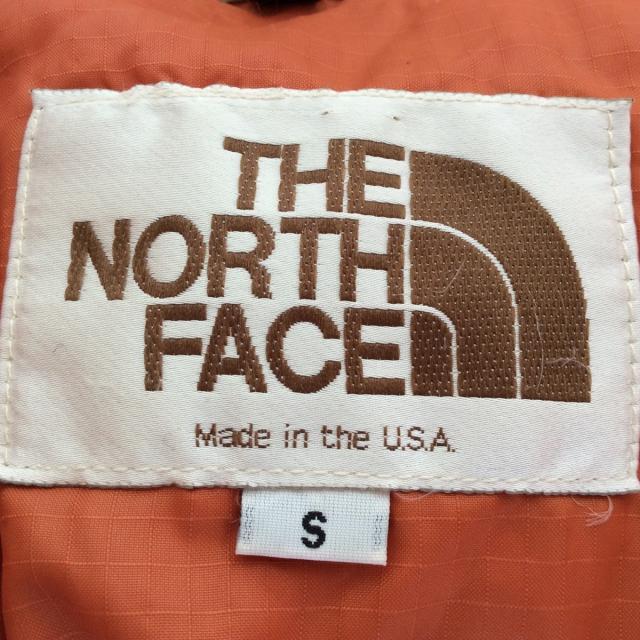 THE
NORTH
FACE
Made in the U.S.A.
S